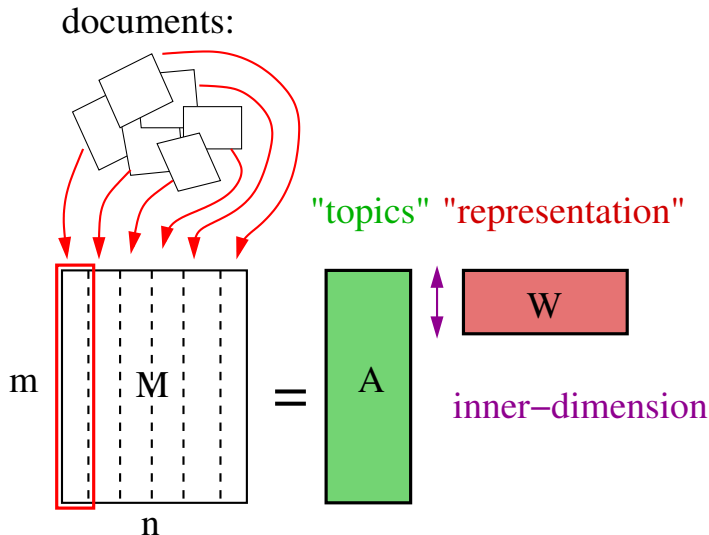 documents:
"topics" "representation"
W
m
M
=
A
inner−dimension
n